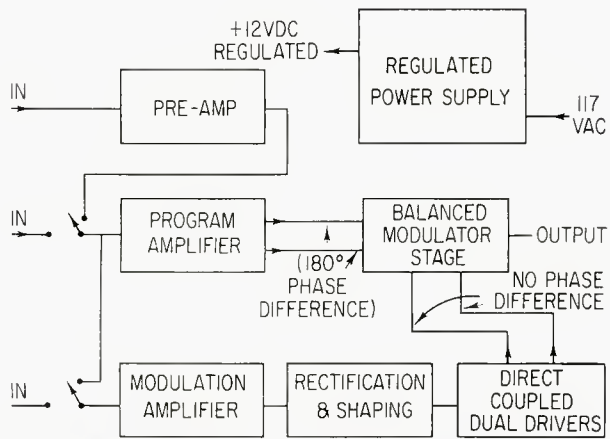 +12VDC
REGULATED
REGULATED
POWER SUPPLY
117
VAC
IN
PRE-AMP
IN
PROGRAM
AMPLIFIER
(180°
PHASE
DIFFERENCE)
BALANCED
MODULATOR
STAGE
OUTPUT
NO PHASE
DIFFERENCE
IN
MODULATION
AMPLIFIER
RECTIFICATION
& SHAPING
DIRECT
COUPLED
DUAL DRIVERS